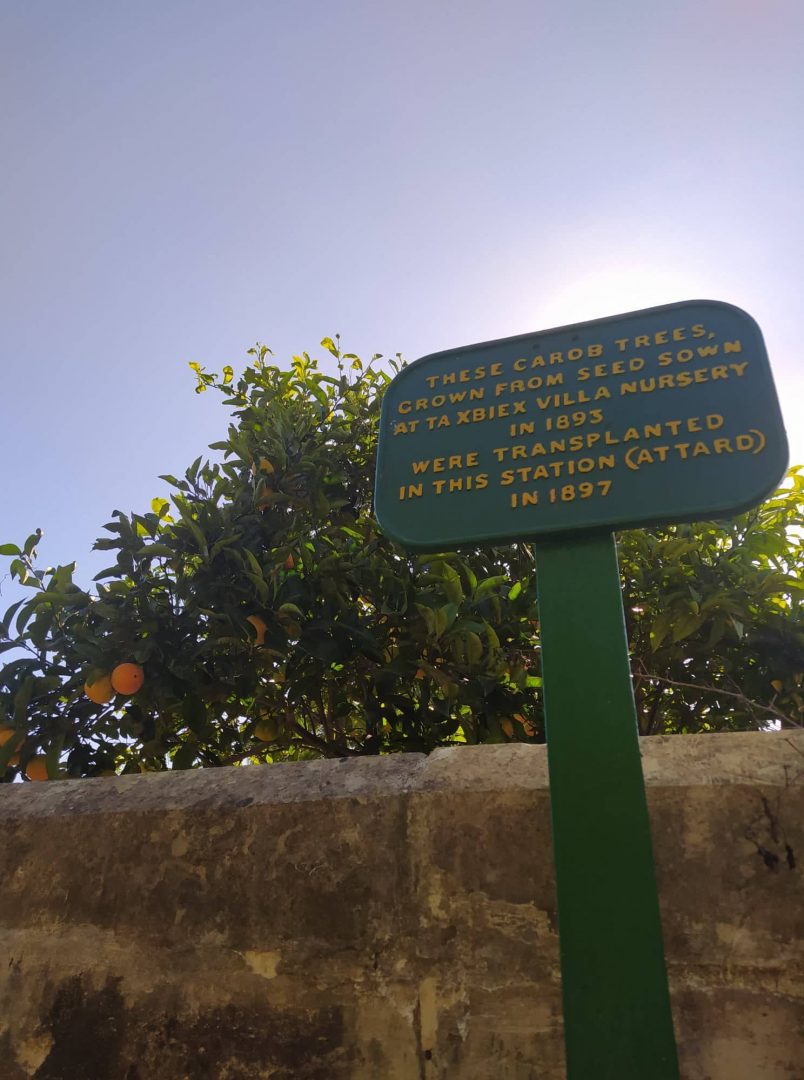 THESE CAROB TREES,
GROWN FROM SEED SOWN
AT TA XBIEX VILLA NURSERY
IN 1893
WERE TRANSPLANTED
IN THIS STATION (ATTARD)
IN 1897